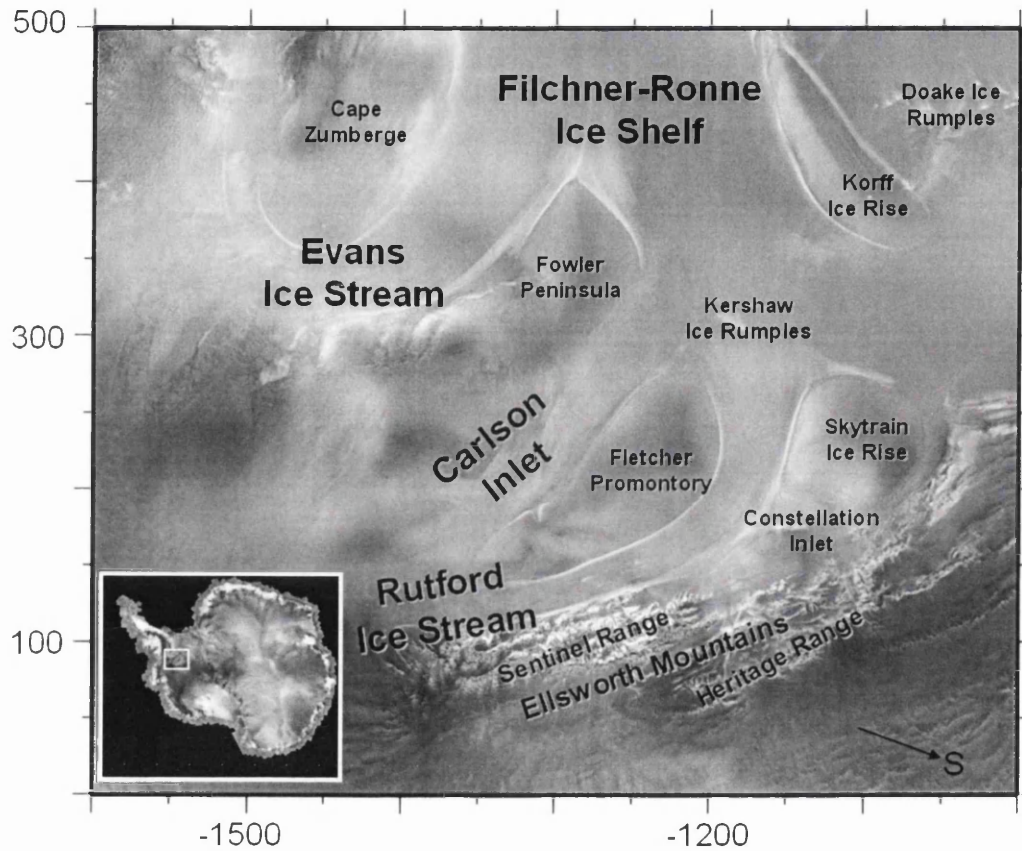 500
Filchner-Ronne
Ice Shelf
Cape
Zumberge
Doake Ice
Rumples
Korff
Ice Rise
Evans
Ice Stream
Fowler
Peninsula
Kershaw
Ice Rumples
300
Carlson
Inlet
Fletcher
Promontory
Skytrain
Ice Rise
Constellation
Inlet
Rutford
Ice Stream
100
Sentinel Range
Ellsworth Mountains
Heritage Range
S
-1500
-1200